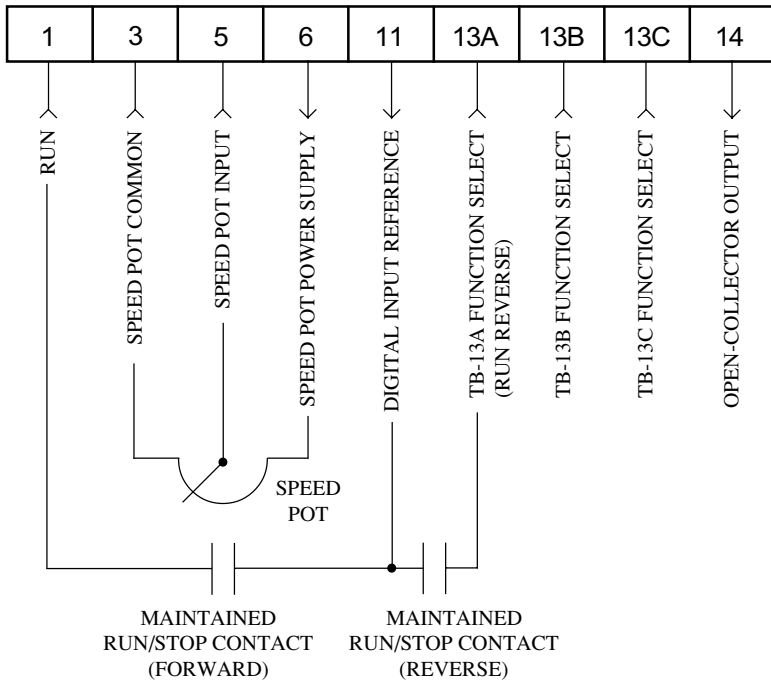 1 3 5 6 11 13A 13B 13C 14
RUN
SPEED POT COMMON
SPEED POT INPUT
SPEED POT POWER SUPPLY
DIGITAL INPUT REFERENCE
TB-13A FUNCTION SELECT
(RUN REVERSE)
TB-13B FUNCTION SELECT
TB-13C FUNCTION SELECT
OPEN-COLLECTOR OUTPUT
SPEED
POT
MAINTAINED
RUN/STOP CONTACT
(FORWARD)
MAINTAINED
RUN/STOP CONTACT
(REVERSE)